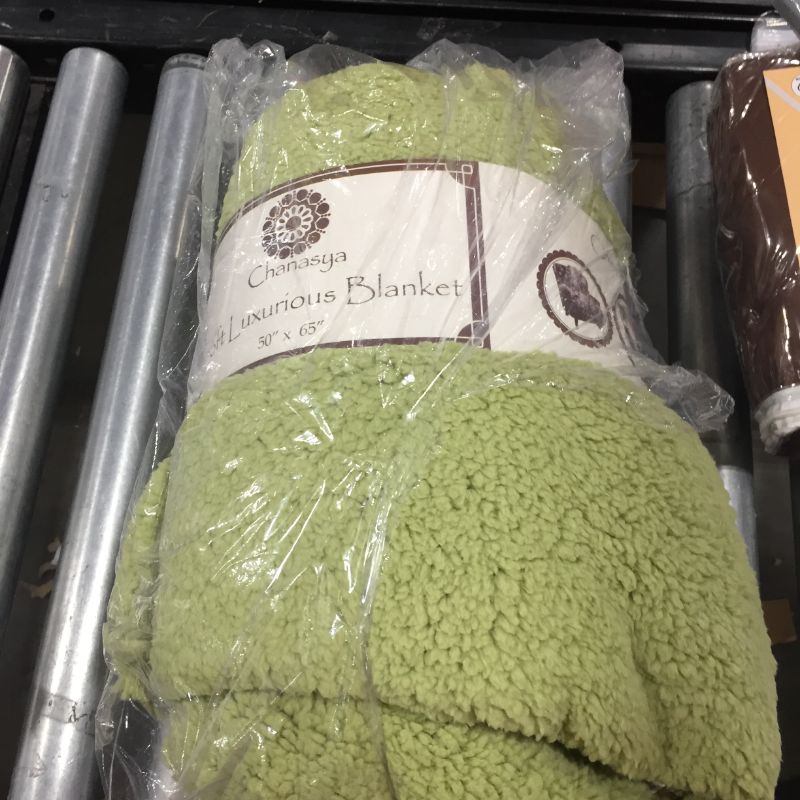 Chanasya
Luxurious Blanket
50" x 65"